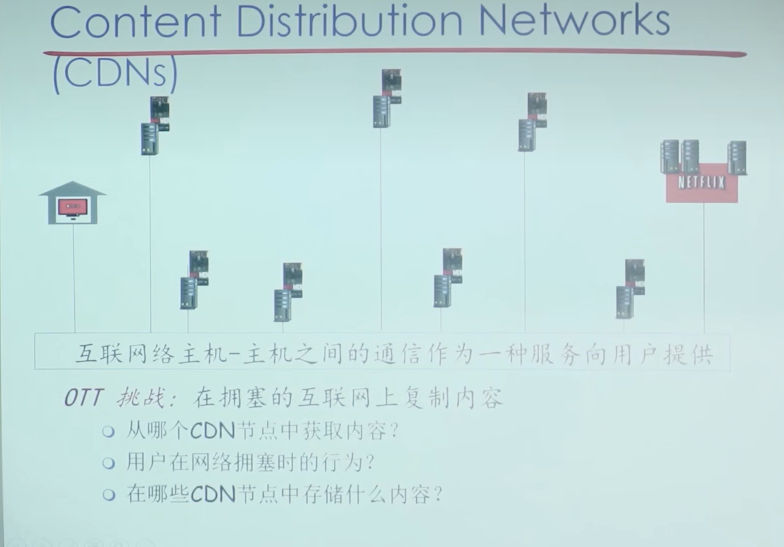 Content Distribution Networks
(CDNs)
NETFLIX
互联网络主机-主机之间的通信作为一种服务向用户提供
OTT 挑战: 在拥塞的互联网上复制内容
从哪个CDN节点中获取内容?
用户在网络拥塞时的行为?
在哪些CDN节点中存储什么内容?